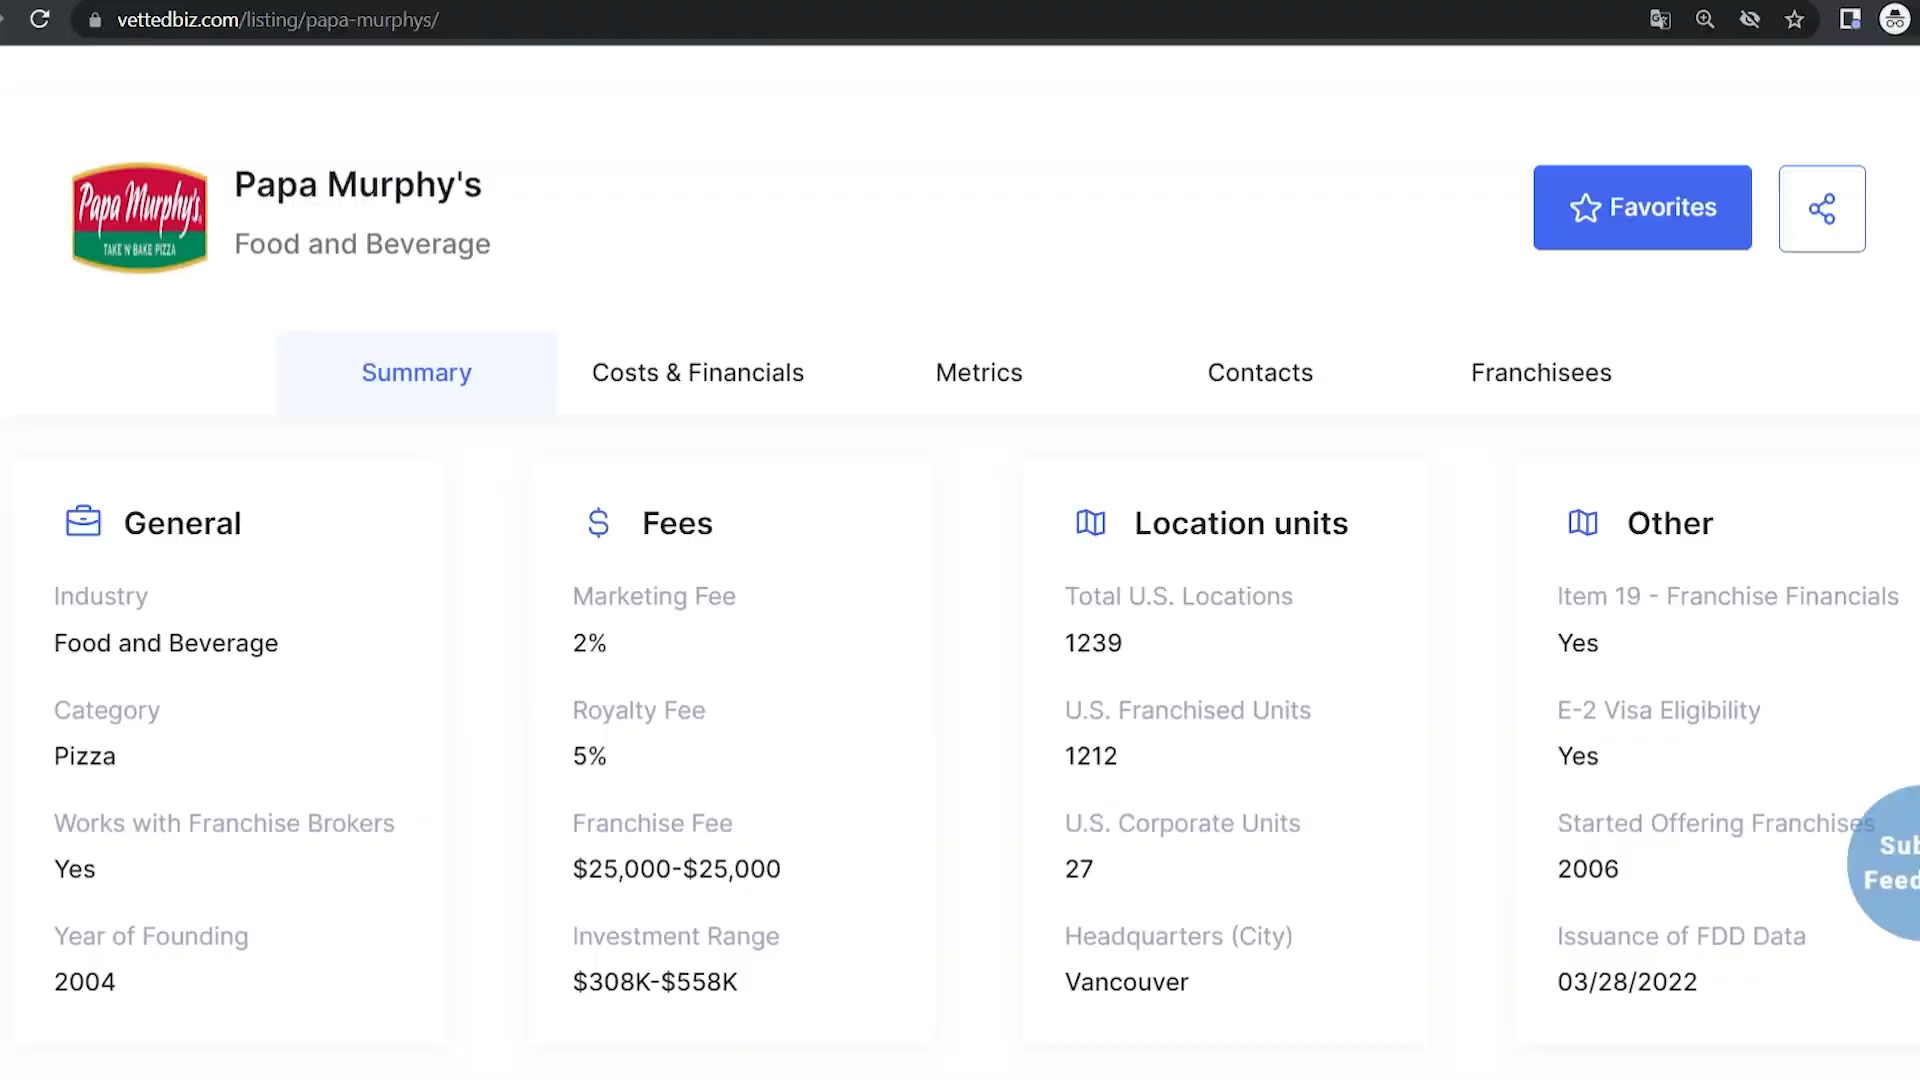 vettedbiz.com/listing/papa-murphys/
Papa Murphy's
TAKE 'N' BAKE PIZZA
Papa Murphy's
Food and Beverage
Favorites
Summary
Costs & Financials
Metrics
Contacts
Franchisees
General
Industry
Food and Beverage
Category
Pizza
Works with Franchise Brokers
Yes
Year of Founding
2004
Fees
Marketing Fee
2%
Royalty Fee
5%
Franchise Fee
$25,000-$25,000
Investment Range
$308K-$558K
Location units
Total U.S. Locations
1239
U.S. Franchised Units
1212
U.S. Corporate Units
27
Headquarters (City)
Vancouver
Other
Item 19 - Franchise Financials
Yes
E-2 Visa Eligibility
Yes
Started Offering Franchises
2006
Issuance of FDD Data
03/28/2022
Sub
Feed